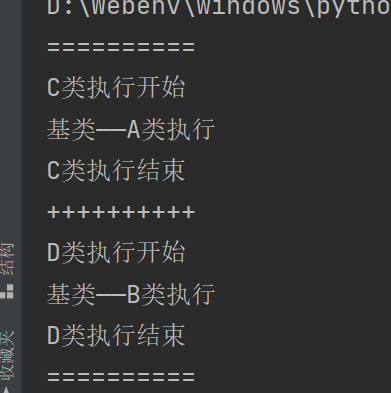 D:\Webenv\Windows\pytho
==========
C类执行开始
基类——A类执行
C类执行结束
++++++++++
D类执行开始
基类——B类执行
D类执行结束
==========
结构
收藏夹